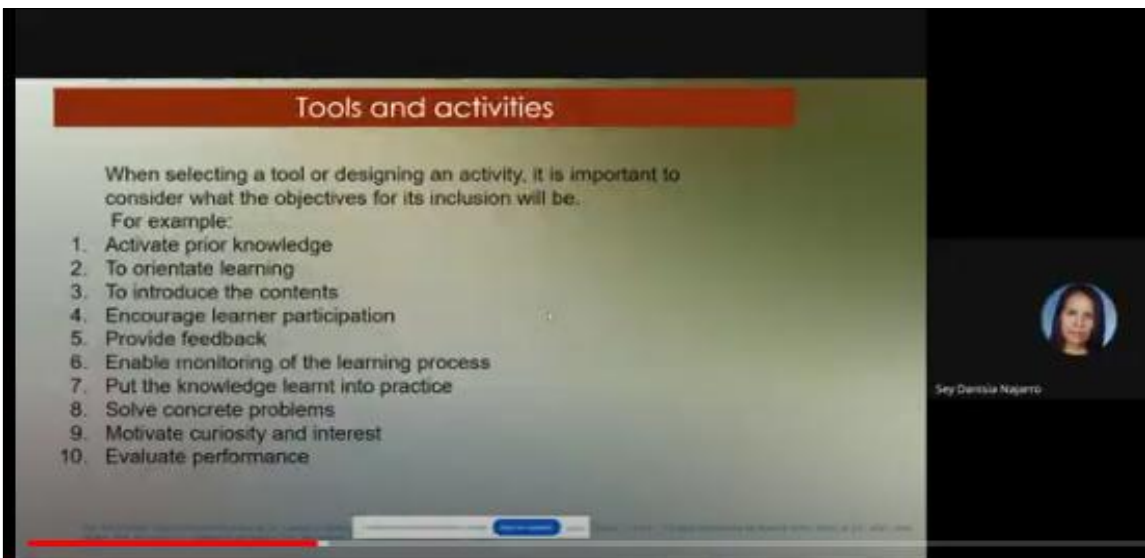 Tools and activities
When selecting a tool or designing an activity, it is important to
consider what the objectives for its inclusion will be.
For example:
1. Activate prior knowledge
2. To orientate learning
3. To introduce the contents
4. Encourage learner participation
5. Provide feedback
6. Enable monitoring of the learning process
7. Put the knowledge learnt into practice
8. Solve concrete problems
9. Motivate curiosity and interest
10. Evaluate performance
Sey Najarro